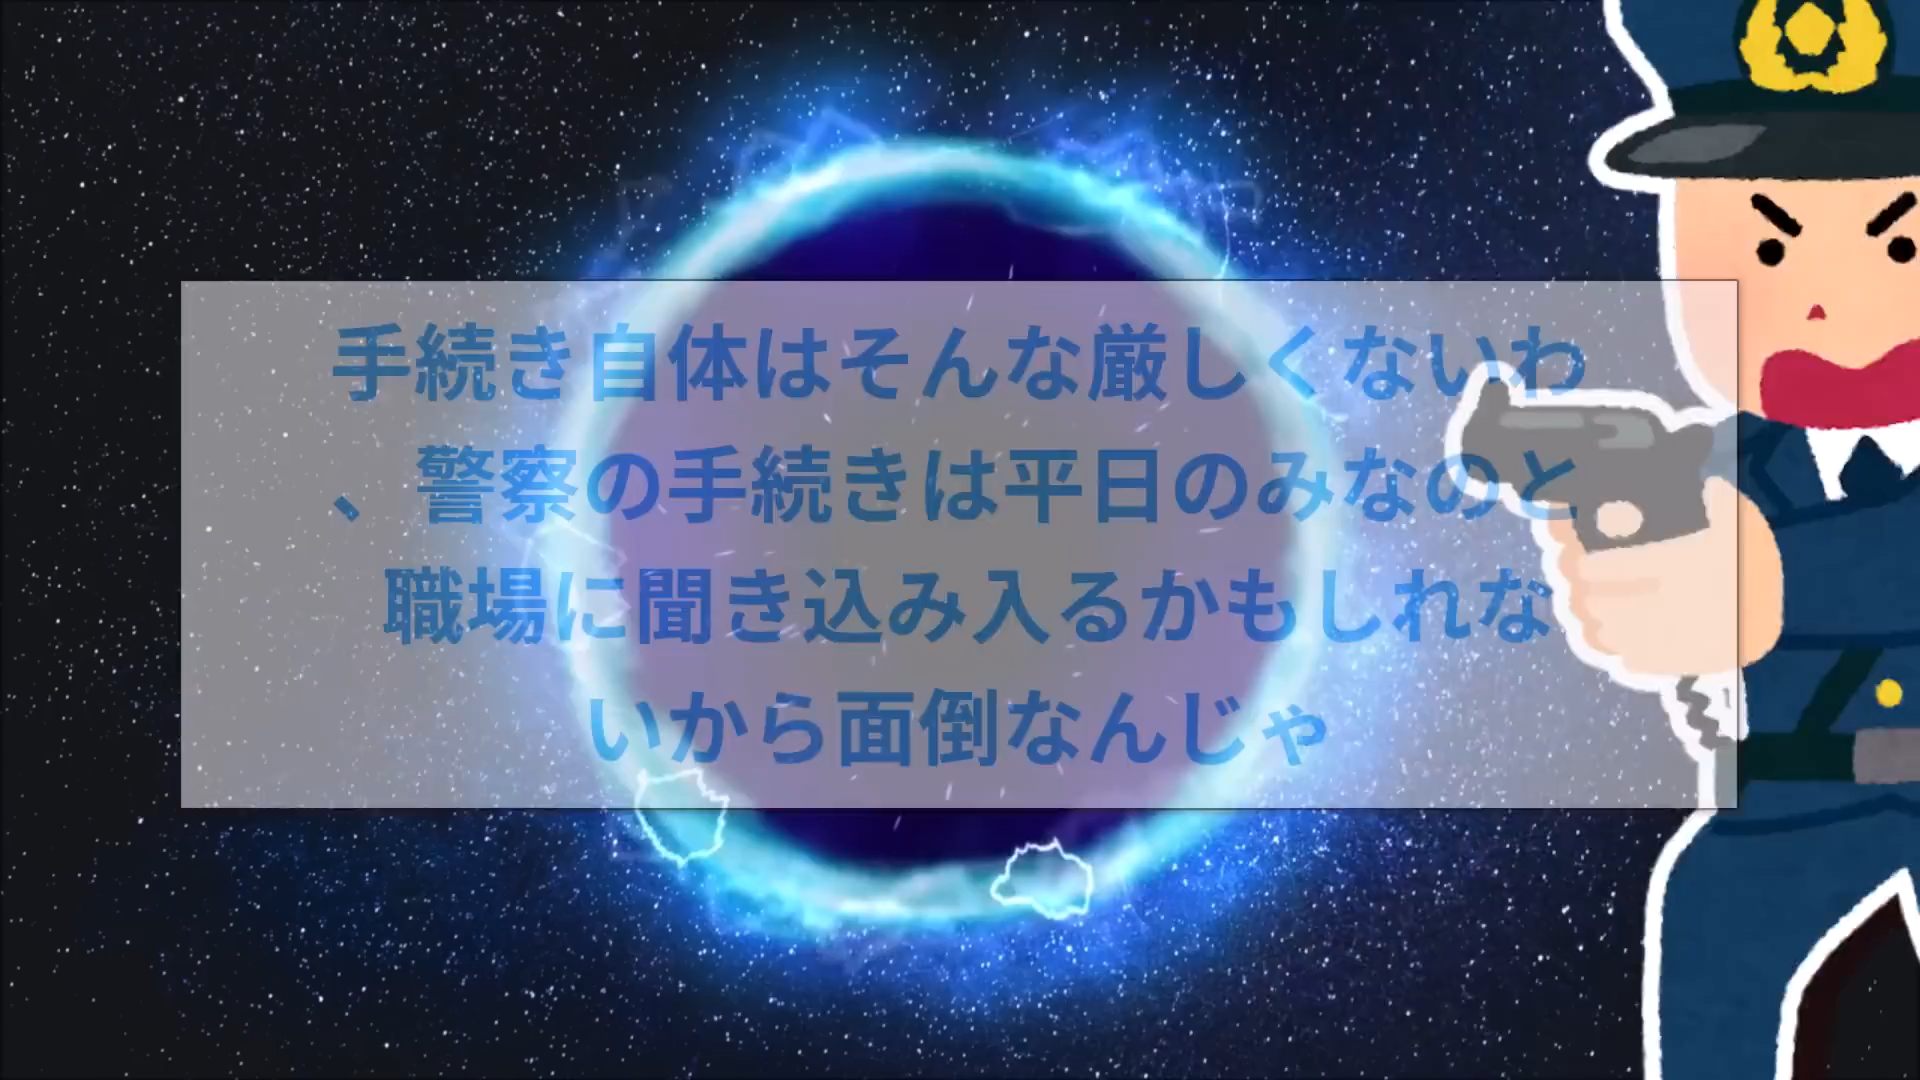 手続き自体はそんな厳しくないわ
、警察の手続きは平日のみなのと
職場に聞き込み入るかもしれな
いから面倒なんじゃ